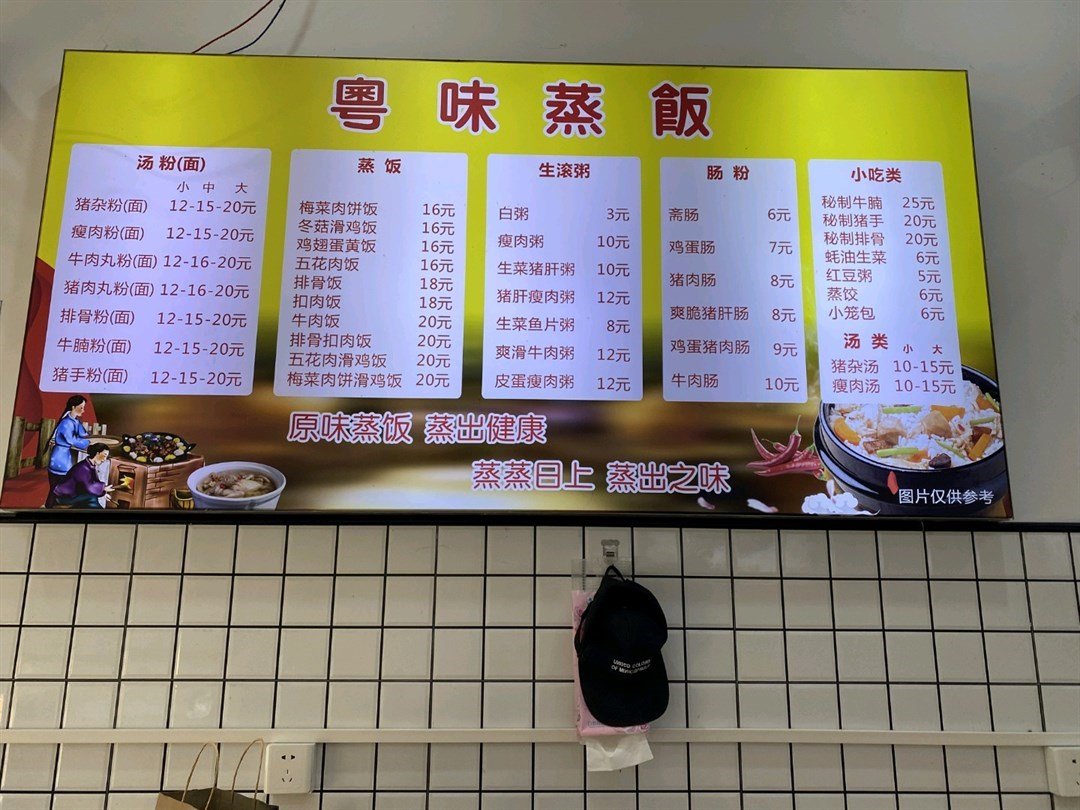 粤味蒸飯
汤粉(面)
小 中 大
猪杂粉(面) 12-15-20元
瘦肉粉(面) 12-15-20元
牛肉丸粉(面) 12-16-20元
猪肉丸粉(面) 12-16-20元
排骨粉(面) 12-15-20元
牛腩粉(面) 12-15-20元
猪手粉(面) 12-15-20元
蒸饭
梅菜肉饼饭 16元
冬菇滑鸡饭 16元
鸡翅蛋黄饭 16元
五花肉饭 16元
排骨饭 18元
扣肉饭 18元
牛肉饭 20元
排骨扣肉饭 20元
五花肉滑鸡饭 20元
梅菜肉饼滑鸡饭 20元
生滚粥
白粥 3元
瘦肉粥 10元
生菜猪肝粥 10元
猪肝瘦肉粥 12元
生菜鱼片粥 8元
爽滑牛肉粥 12元
皮蛋瘦肉粥 12元
肠粉
斋肠 6元
鸡蛋肠 7元
猪肉肠 8元
爽脆猪肝肠 8元
鸡蛋猪肉肠 9元
牛肉肠 10元
小吃类
秘制牛腩 25元
秘制猪手 20元
秘制排骨 20元
蚝油生菜 6元
红豆粥 5元
蒸饺 6元
小笼包 6元
汤类 小 大
猪杂汤 10-15元
瘦肉汤 10-15元
原味蒸饭 蒸出健康
蒸蒸日上 蒸出之味
图片仅供参考